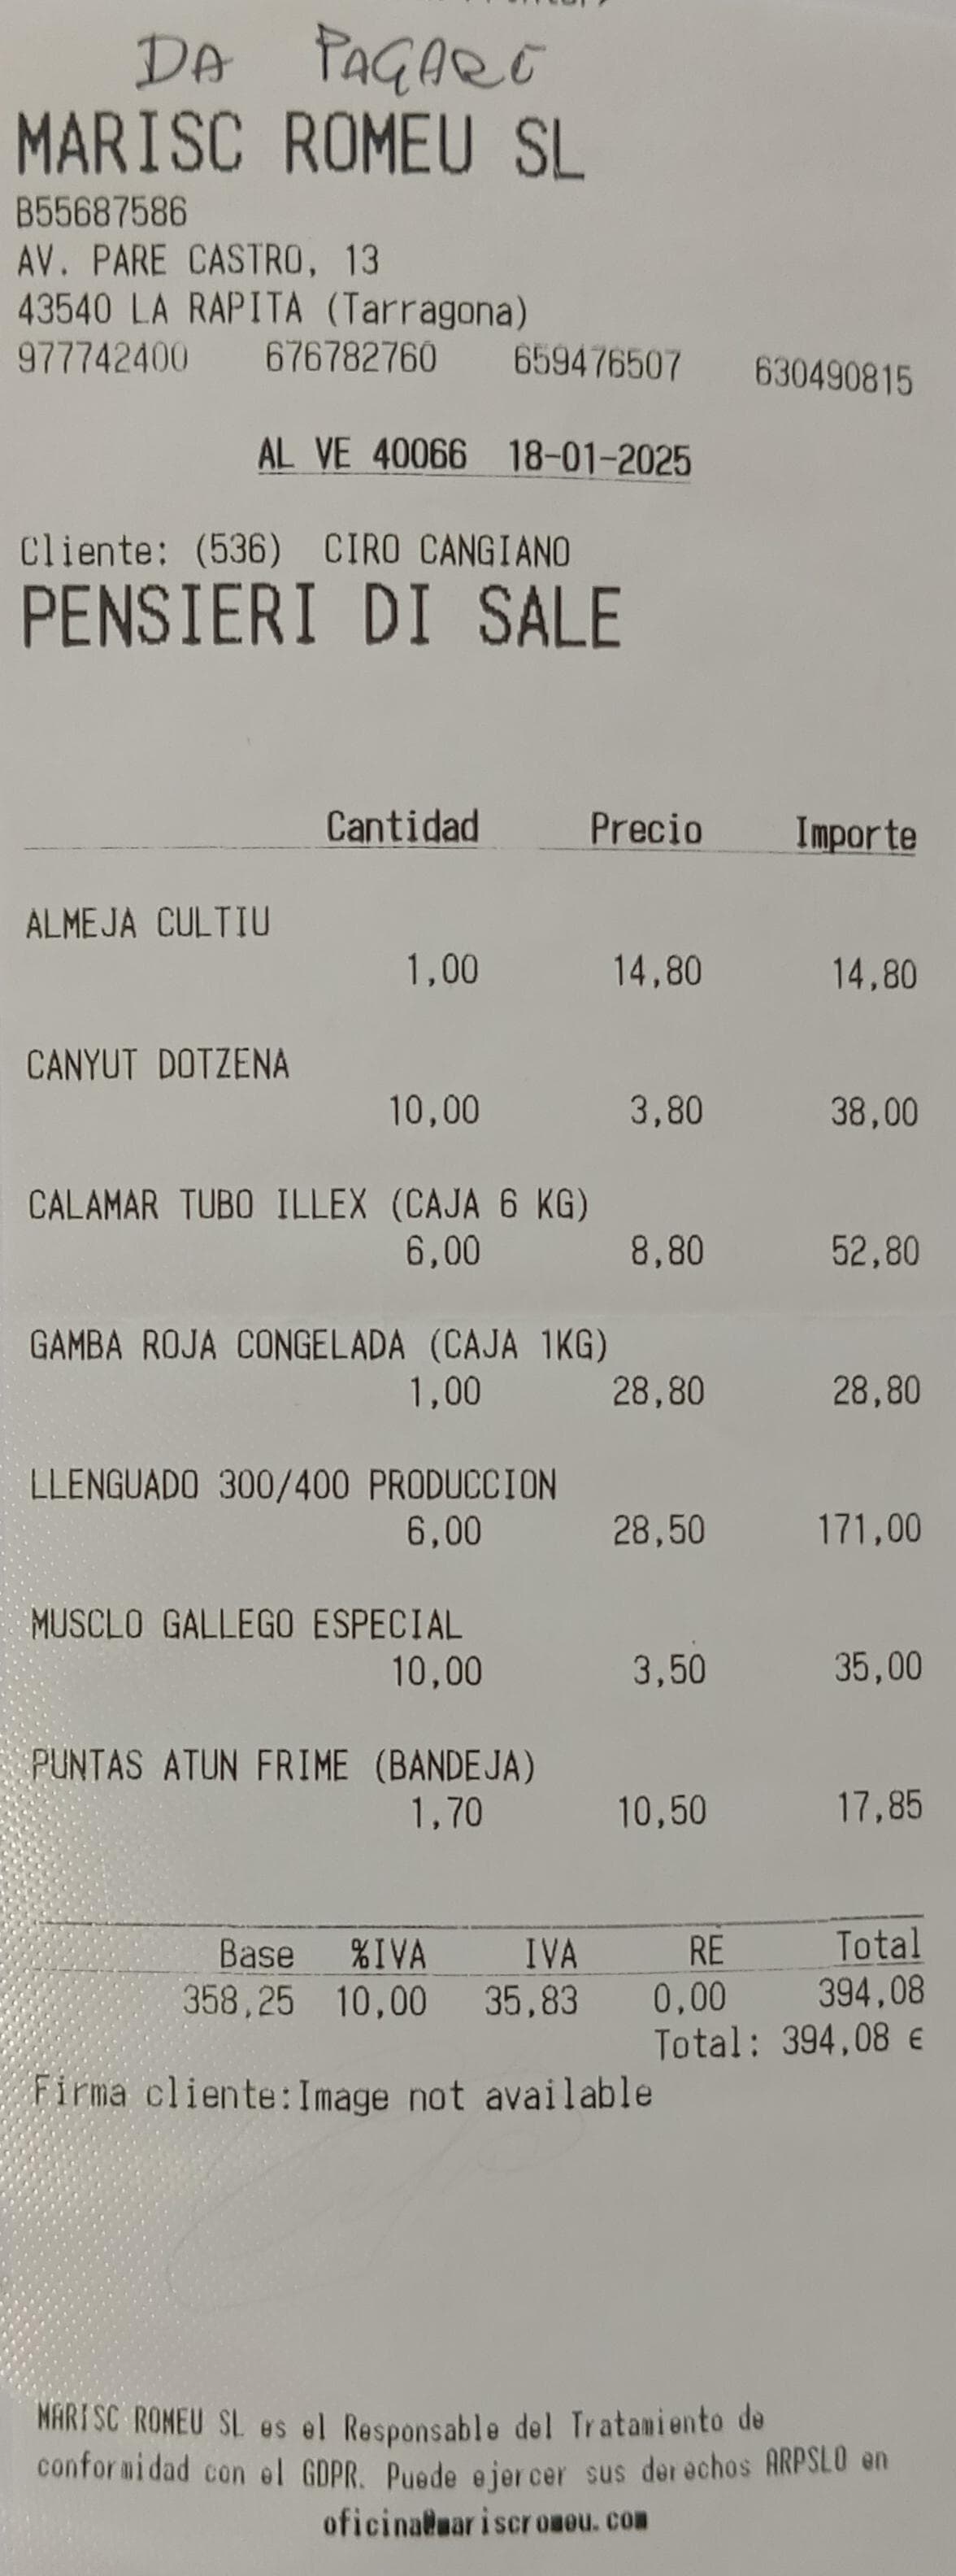 DA PAGARE
MARISC ROMEU SL
B55687586
AV. PARE CASTRO, 13
43540 LA RAPITA (Tarragona)
977742400 676782760 659476507 630490815
AL VE 40066 18-01-2025
Cliente: (536) CIRO CANGIANO
PENSIERI DI SALE
Cantidad Precio Importe
ALMEJA CULTIU
1,00 14,80 14,80
CANYUT DOTZENA
10,00 3,80 38,00
CALAMAR TUBO ILLEX (CAJA 6 KG)
6,00 8,80 52,80
GAMBA ROJA CONGELADA (CAJA 1KG)
1,00 28,80 28,80
LLENGUADO 300/400 PRODUCCION
6,00 28,50 171,00
MUSCLO GALLEGO ESPECIAL
10,00 3,50 35,00
PUNTAS ATUN FRIME (BANDEJA)
1,70 10,50 17,85
Base %IVA IVA RE Total
358,25 10,00 35,83 0,00 394,08
Total: 394,08 €
Firma cliente:Image not available
MARISC ROMEU SL es el Responsable del Tratamiento de
conformidad con el GDPR. Puede ejercer sus derechos ARPSLO en
oficina@mariscromeu.com